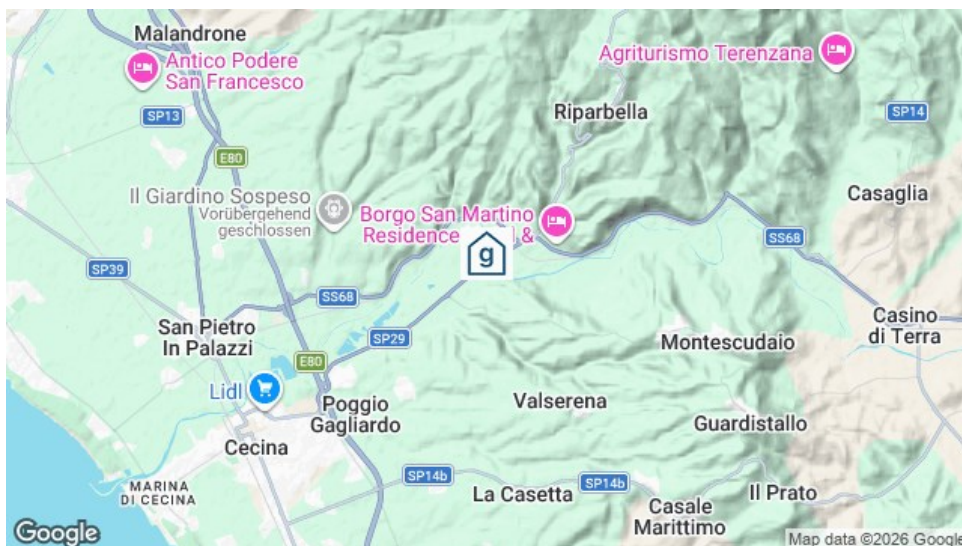 Malandrone
Antico Podere
San Francesco
SP13
E80
Agriturismo Terenzana
Riparbella
SP14
Casaglia
Il Giardino Sospeso
Vorübergehend
geschlossen
Borgo San Martino
Residence
&
g
SP39
SS68
SS68
San Pietro
In Palazzi
SP29
E80
Casino
di Terra
Montescudaio
Lidl
Poggio
Gagliardo
Valserena
Guardistallo
Cecina
MARINA
DI CECINA
SP14b
La Casetta
SP14b
Casale
Marittimo
Il Prato
Google
Map data ©2026 Google